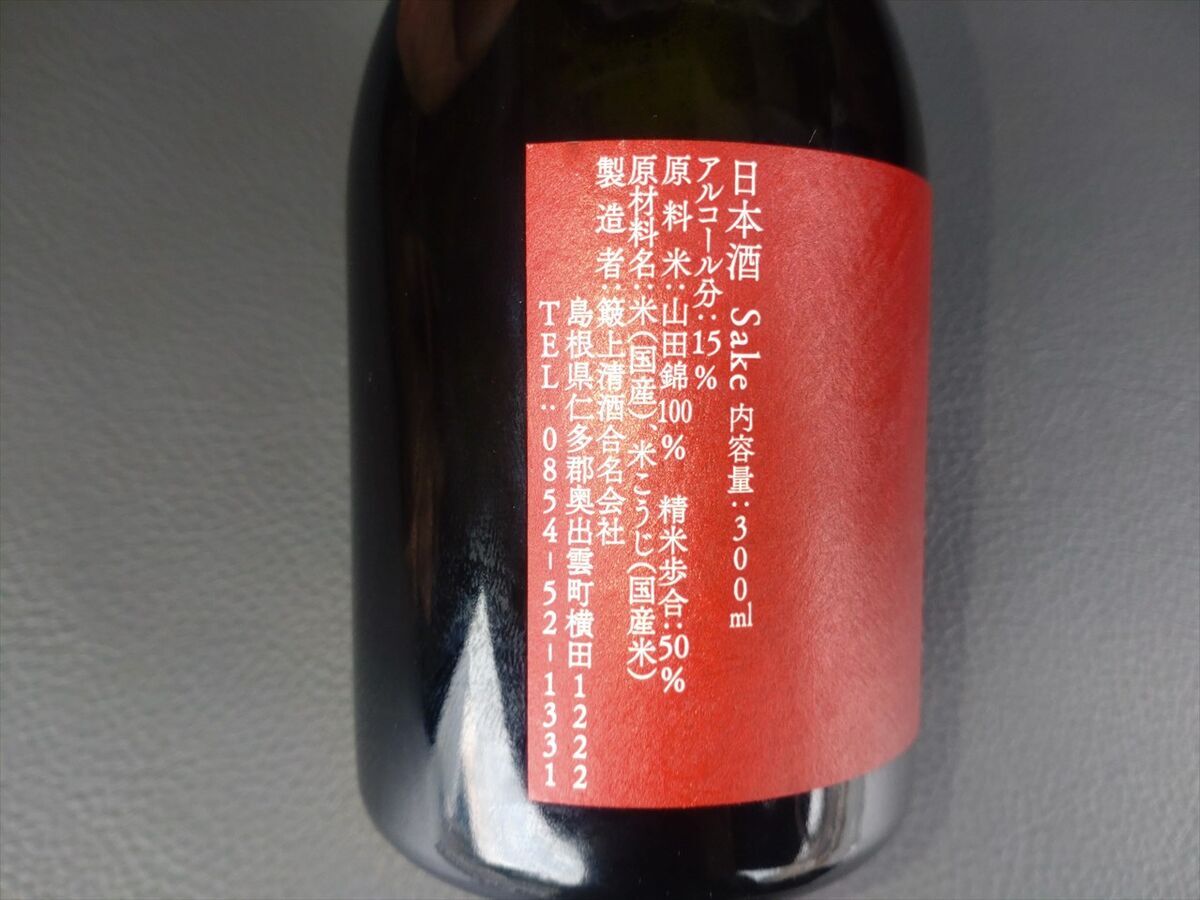 日本酒 Sake 内容量:300ml
アルコール分:15%
原料米:山田錦100% 精米歩合:50%
原材料名:米(国産)、米こうじ(国産米)
製造者:簸上清酒合名会社
島根県仁多郡奥出雲町横田1222
TEL:0854-52-1331